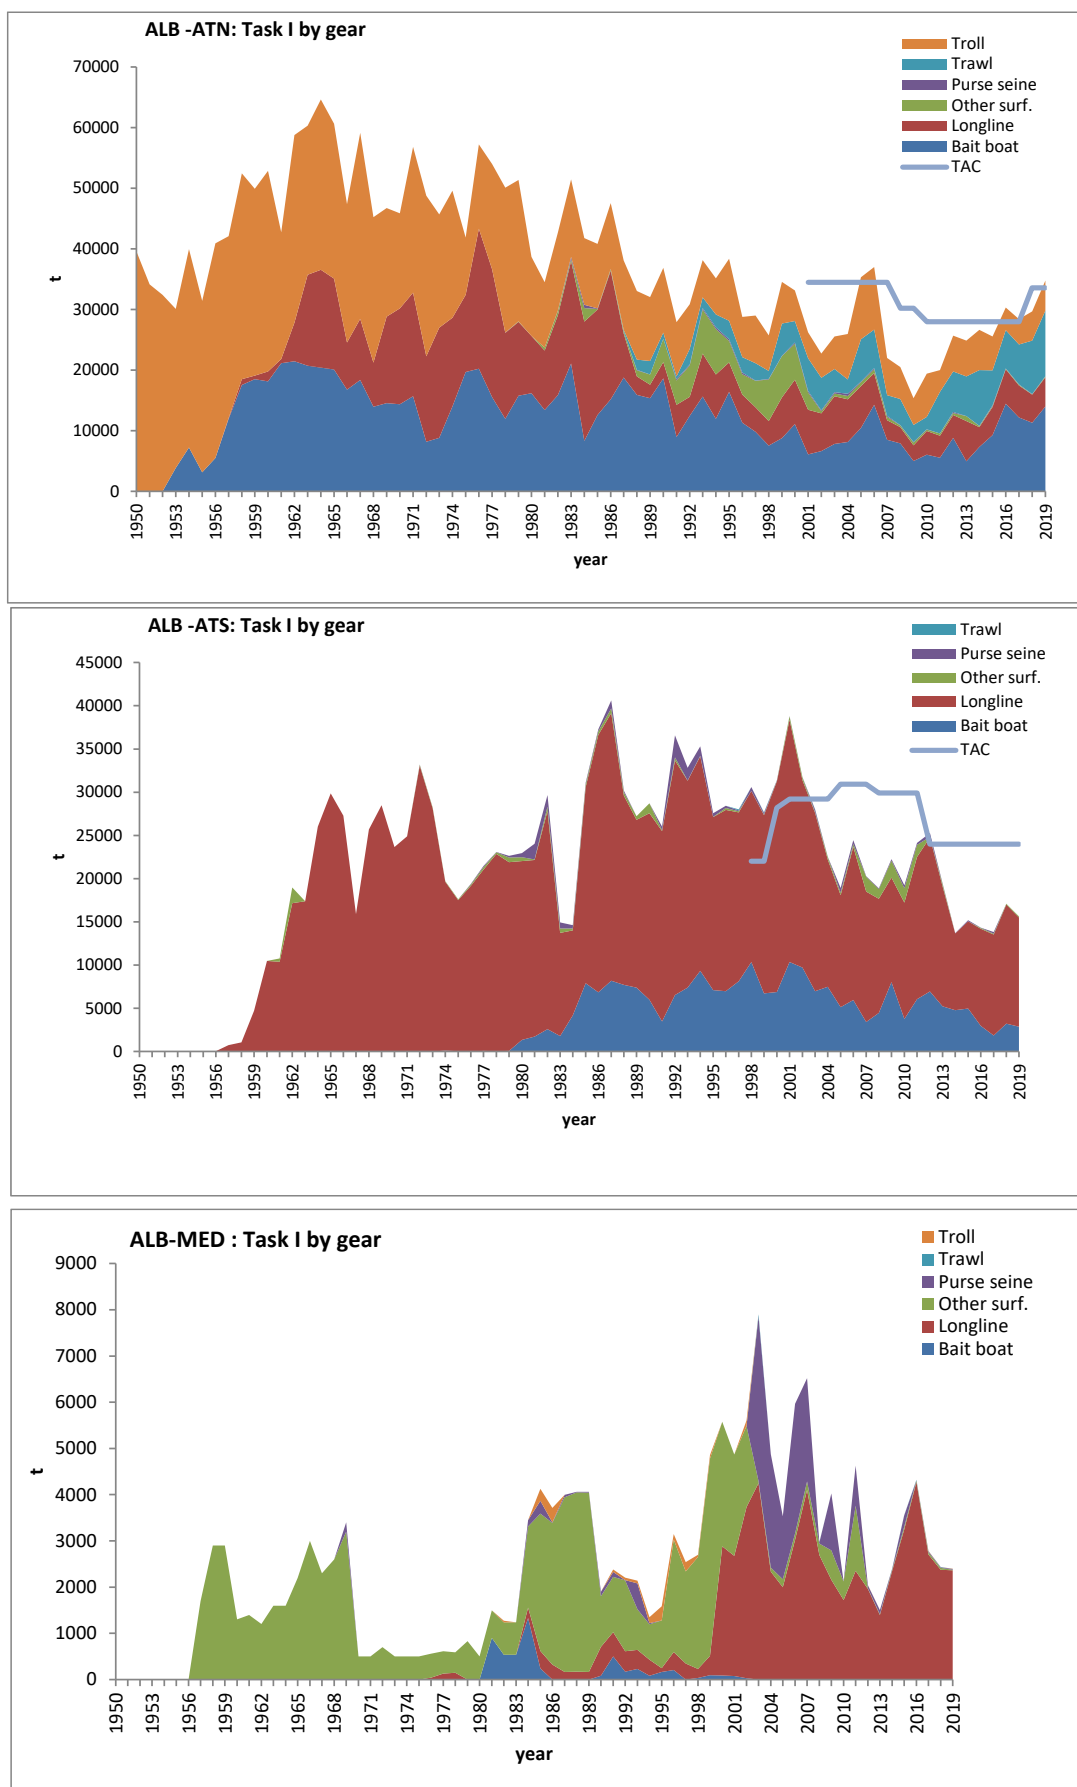 ALB -ATN: Task I by gear
Troll
Trawl
Purse seine
Other surf.
Longline
Bait boat
TAC
70000
60000
50000
40000
30000
20000
10000
0
t
1950 1953 1956 1959 1962 1965 1968 1971 1974 1977 1980 1983 1986 1989 1992 1995 1998 2001 2004 2007 2010 2013 2016 2019
year
ALB -ATS: Task I by gear
Trawl
Purse seine
Other surf.
Longline
Bait boat
TAC
45000
40000
35000
30000
25000
20000
15000
10000
5000
0
t
1950 1953 1956 1959 1962 1965 1968 1971 1974 1977 1980 1983 1986 1989 1992 1995 1998 2001 2004 2007 2010 2013 2016 2019
year
ALB-MED : Task I by gear
Troll
Trawl
Purse seine
Other surf.
Longline
Bait boat
9000
8000
7000
6000
5000
4000
3000
2000
1000
0
t
1950 1953 1956 1959 1962 1965 1968 1971 1974 1977 1980 1983 1986 1989 1992 1995 1998 2001 2004 2007 2010 2013 2016 2019
year